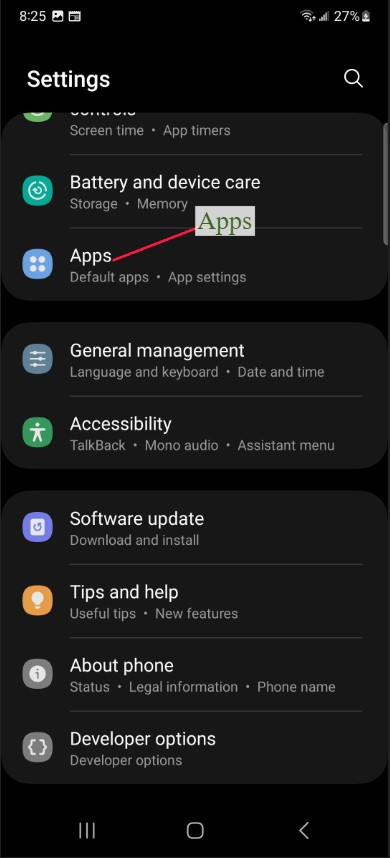 8:25 27%
Settings
controls
Screen time • App timers
Battery and device care
Storage • Memory
Apps
Apps
Default apps • App settings
General management
Language and keyboard • Date and time
Accessibility
TalkBack • Mono audio • Assistant menu
Software update
Download and install
Tips and help
Useful tips • New features
About phone
Status • Legal information • Phone name
Developer options
Developer options